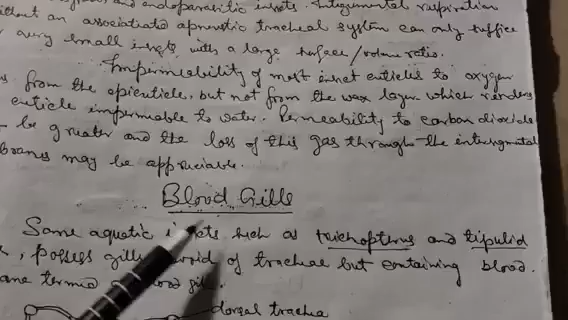 and endoparasitic insects. Integumental respiration
without an associated apneustic tracheal system can only suffice
very small insects with a large surface/volume ratio.
Impermeability of most insect cuticles to oxygen
from the epicuticle, but not from the wax layer which renders
cuticle impermeable to water. Permeability to carbon dioxide
be greater and the loss of this gas through the integumental
branes may be appreciable.
Blood Gills
Some aquatic insects such as trichopterus and tipulid
, possess gills void of tracheae but containing blood.
are termed blood gills.
dorsal trachea